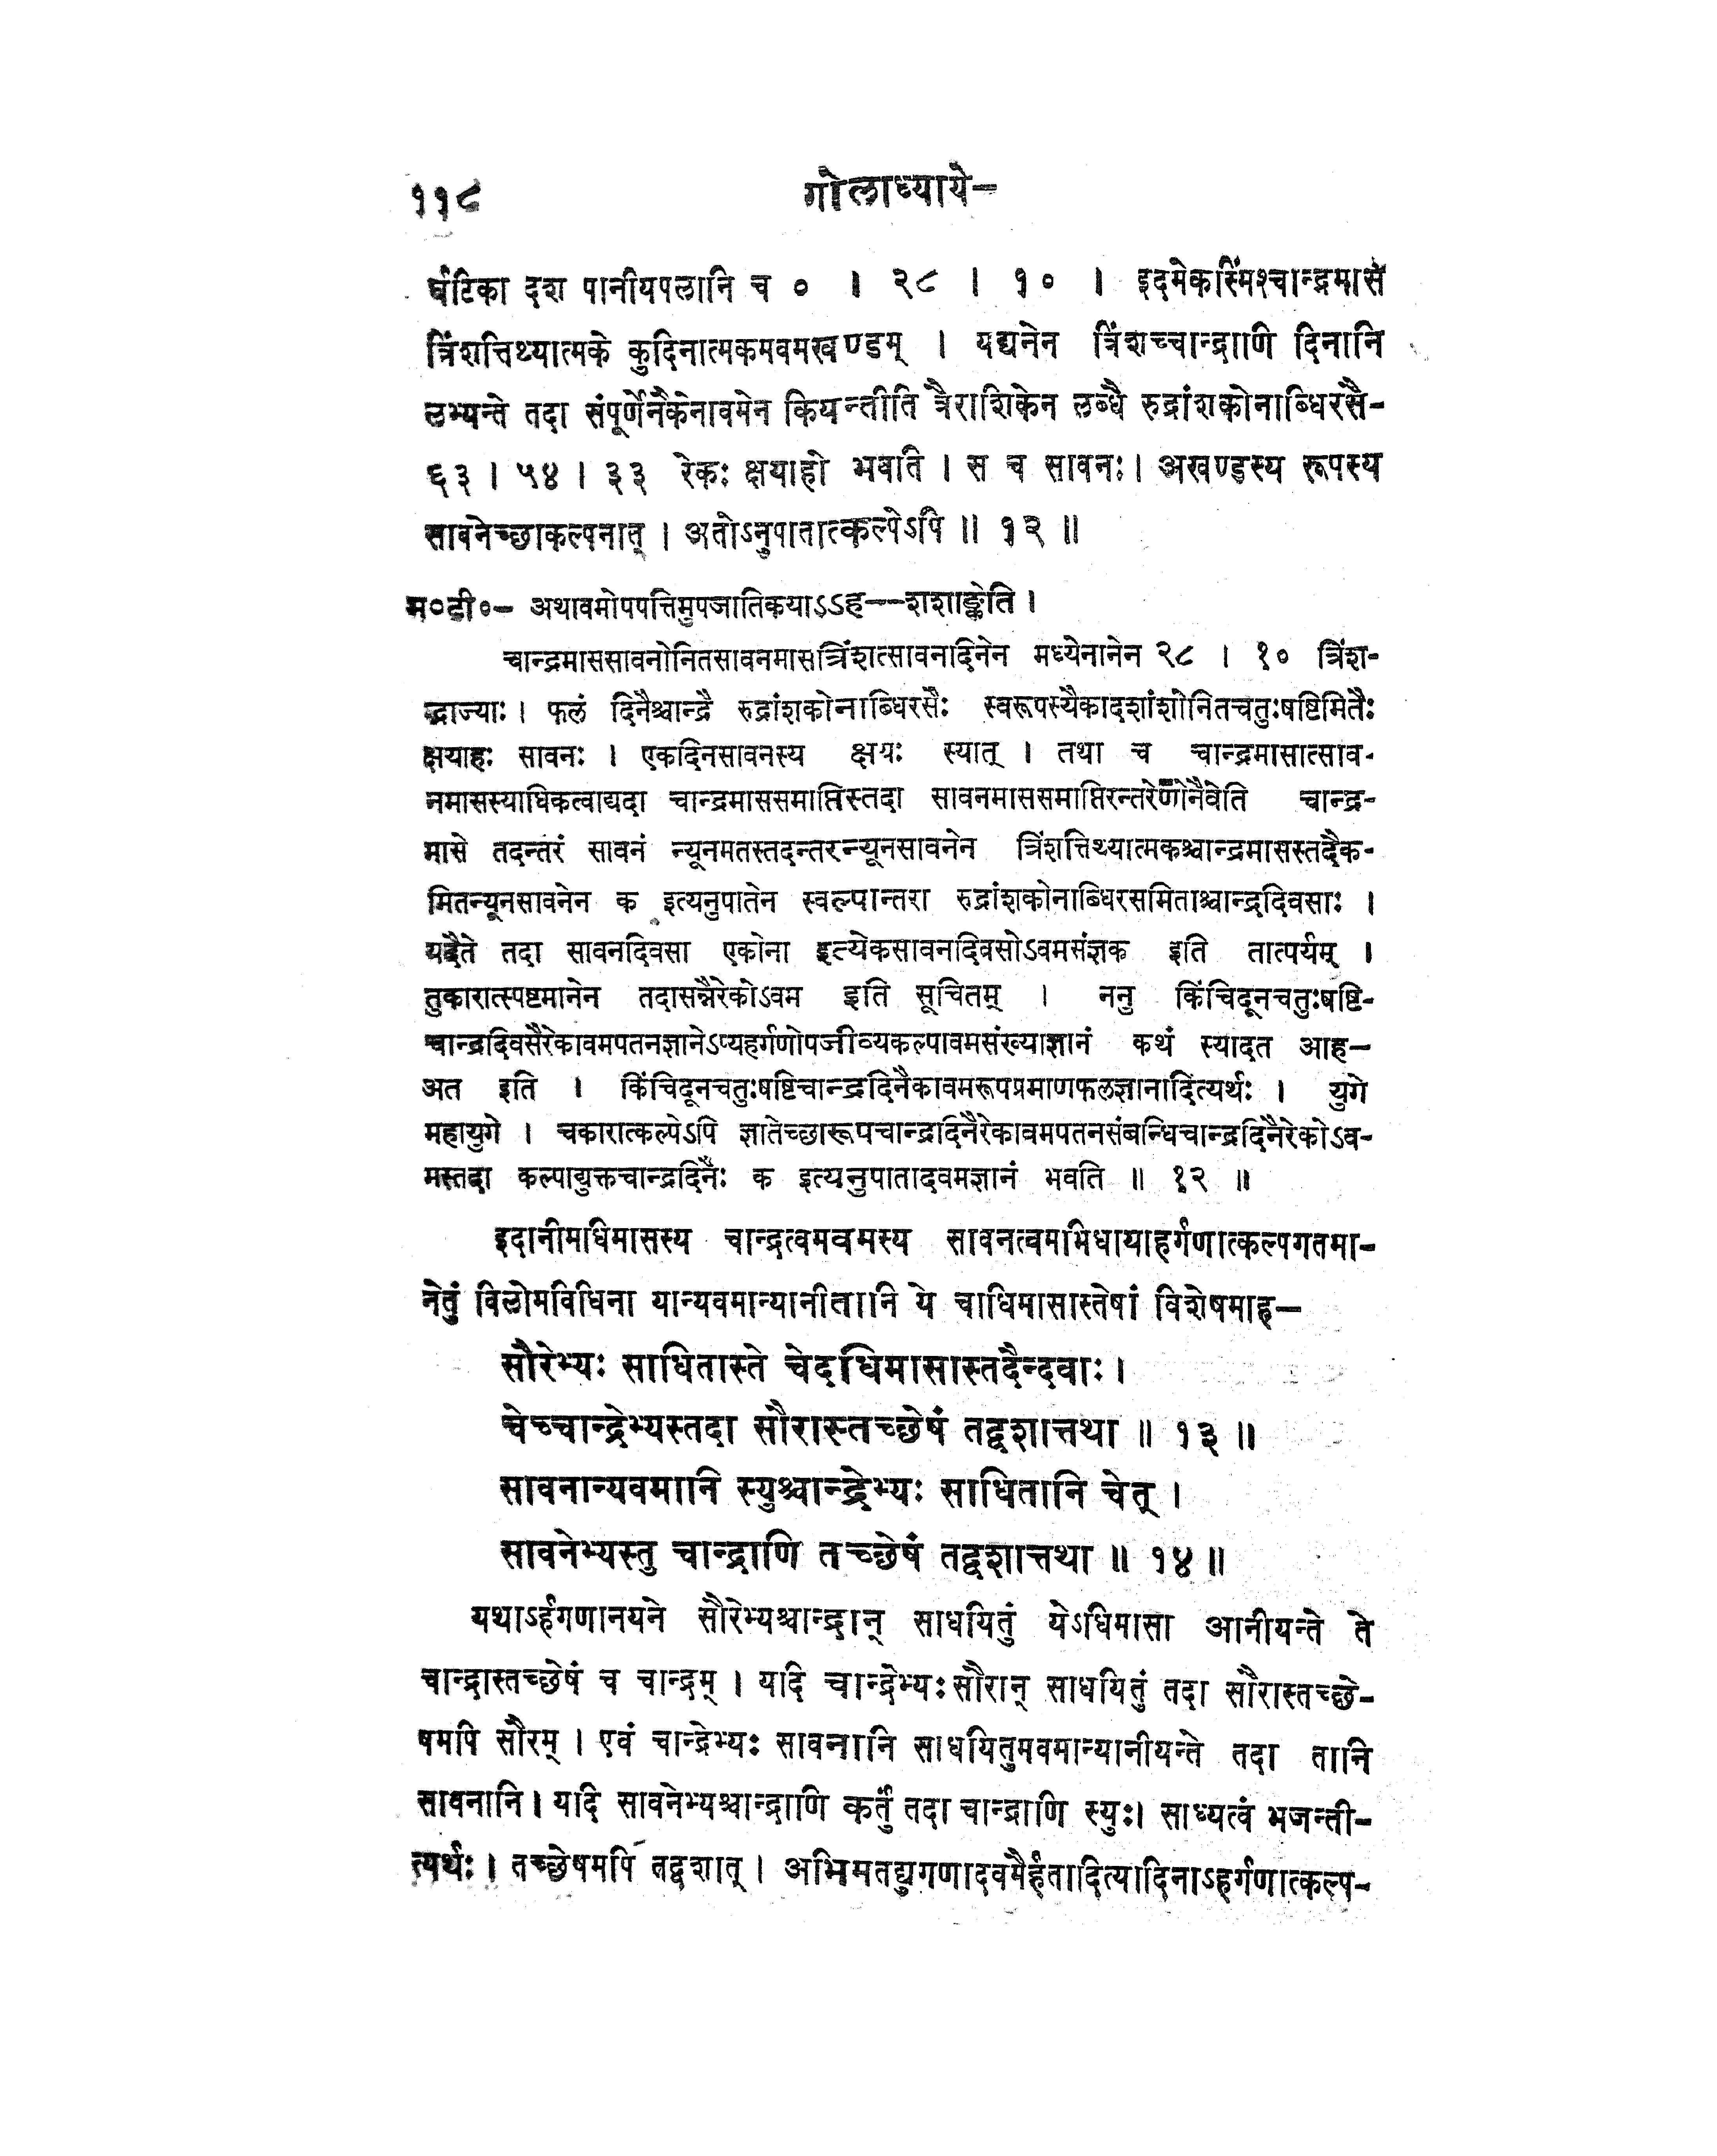 ११८ गोलाध्याये-
र्घटिका दश पानीयपलानि च ० । २८ । १० । इदमेकस्मिंश्चान्द्रमासे
त्रिंशत्तिथ्यात्मके कुदिनात्मकमवमखण्डम् । यद्यनेन त्रिंशच्चान्द्राणि दिनानि
लभ्यन्ते तदा संपूर्णेनैकेनावमेन कियन्तीति त्रैराशिकेन लब्धै रुद्रांशकोनाब्धिरसै-
६३ । ५४ । ३३ रेकः क्षयाहो भवति । स च सावनः । अखण्डस्य रूपस्य
सावनेच्छाकल्पनात् । अतोऽनुपातात्कल्पेऽपि ॥ १२ ॥
म०टी०- अथावमोपपत्तिमुपजातिकयाऽऽह--शशाङ्केति ।
चान्द्रमाससावनोनितसावनमासत्रिंशत्सावनादिनेन मध्येनानेन २८ । १० त्रिंश-
द्भाज्याः । फलं दिनैश्चान्द्रै रुद्रांशकोनाब्धिरसैः स्वरूपस्यैकादशांशोनितचतुःषष्टिमितैः
क्षयाहः सावनः । एकदिनसावनस्य क्षयः स्यात् । तथा च चान्द्रमासात्साव-
नमासस्याधिकत्वाद्यदा चान्द्रमाससमाप्तिस्तदा सावनमाससमाप्तिरन्तरेणोनैवेति चान्द्र-
मासे तदन्तरं सावनं न्यूनमतस्तदन्तरन्यूनसावनेन त्रिंशत्तिथ्यात्मकश्चान्द्रमासस्तदैक-
मितन्यूनसावनेन क इत्यनुपातेन स्वल्पान्तरा रुद्रांशकोनाब्धिरसमिताश्चान्द्रदिवसाः ।
यदैते तदा सावनदिवसा एकोना इत्येकसावनदिवसोऽवमसंज्ञक इति तात्पर्यम् ।
तुकारात्स्पष्टमानेन तदासन्नैरेकोऽवम इति सूचितम् । ननु किंचिदूनचतुःषष्टि-
चान्द्रदिवसैरेकावमपतनज्ञानेऽप्यहर्गणोपजीव्यकल्पावमसंख्याज्ञानं कथं स्यादत आह-
अत इति । किंचिदूनचतुःषष्टिचान्द्रदिनैकावमरूपप्रमाणफलज्ञानादित्यर्थः । युगे
महायुगे । चकारात्कल्पेऽपि ज्ञातेच्छारूपचान्द्रादिनैरेकावमपतनसंबन्धिचान्द्रदिनैरेकोऽव-
मस्तदा कल्पाद्युक्तचान्द्रदिनैः क इत्यनुपातादवमज्ञानं भवति ॥ १२ ॥
इदानीमाधिमासस्य चान्द्रत्वमवमस्य सावनत्वमभिधायाहर्गणात्कल्पगतमा-
नेतुं विलोमविधिना यान्यवमान्यानीतानि ये चाधिमासास्तेषां विशेषमाह-
सौरेभ्यः साधितास्ते चेदधिमासास्तदैन्दवाः ।
चेच्चान्द्रेभ्यस्तदा सौरास्तच्छेषं तद्वशात्तथा ॥ १३ ॥
सावनान्यवमानि स्युश्चान्द्रेभ्यः साधितानि चेत् ।
सावनेभ्यस्तु चान्द्राणि तच्छेषं तद्वशात्तथा ॥ १४ ॥
यथाऽर्हगणानयने सौरेभ्यश्चान्द्रान् साधयितुं येऽधिमासा आनीयन्ते ते
चान्द्रास्तच्छेषं च चान्द्रम् । यदि चान्द्रेभ्यः सौरान् साधयितुं तदा सौरास्तच्छे-
षमपि सौरम् । एवं चान्द्रेभ्यः सावनानि साधयितुमवमान्यानीयन्ते तदा तानि
सावनानि । यदि सावनेभ्यश्चान्द्राणि कर्तुं तदा चान्द्राणि स्युः। साध्यत्वं भजन्ती-
त्यर्थः । तच्छेषमपि तद्वशात् । अभिमतद्युगणादवमैर्हतादित्यादिनाऽहर्गणात्कल्प-